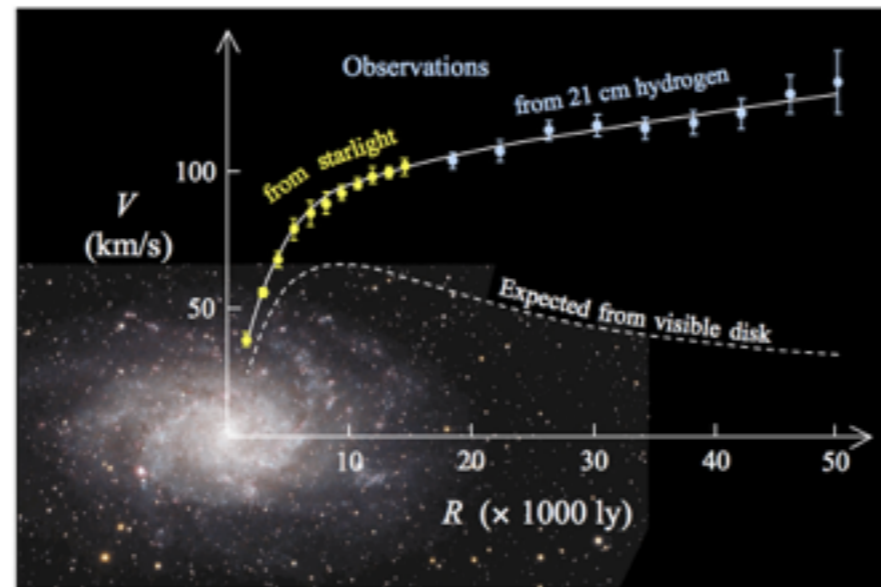 Observations
from 21 cm hydrogen
from starlight
100
V
(km/s)
50
Expected from visible disk
10 20 30 40 50
R (× 1000 ly)